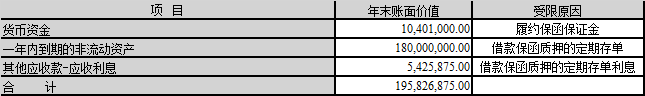 项 目 年末账面价值 受限原因
货币资金 10,401,000.00 履约保函保证金
一年内到期的非流动资产 180,000,000.00 借款保函质押的定期存单
其他应收款-应收利息 5,425,875.00 借款保函质押的定期存单利息
合 计 195,826,875.00